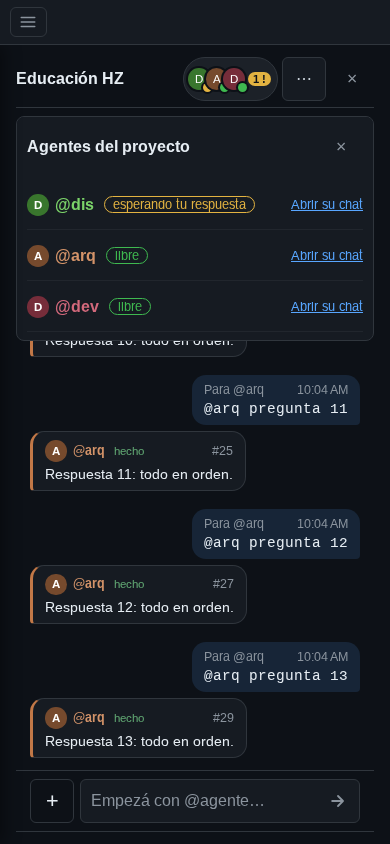 Educación HZ
D A D 1 !
Agentes del proyecto
D @dis esperando tu respuesta Abrir su chat
A @arq libre Abrir su chat
D @dev libre Abrir su chat
Respuesta 10: todo en orden.
Para @arq 10:04 AM
@arq pregunta 11
A @arq hecho #25
Respuesta 11: todo en orden.
Para @arq 10:04 AM
@arq pregunta 12
A @arq hecho #27
Respuesta 12: todo en orden.
Para @arq 10:04 AM
@arq pregunta 13
A @arq hecho #29
Respuesta 13: todo en orden.
Empezá con @agente…